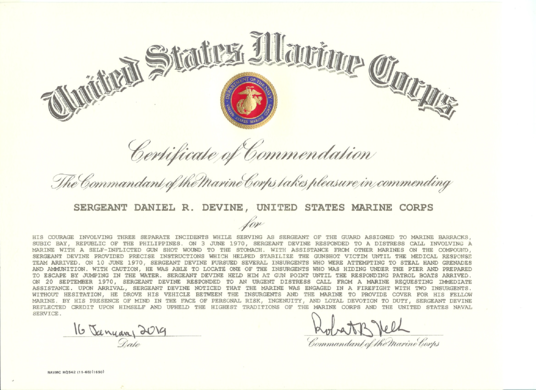 United States Marine Corps
Certificate of Commendation
The Commandant of the Marine Corps takes pleasure in commending
SERGEANT DANIEL R. DEVINE, UNITED STATES MARINE CORPS
for
HIS COURAGE INVOLVING THREE SEPARATE INCIDENTS WHILE SERVING AS SERGEANT OF THE GUARD ASSIGNED TO MARINE BARRACKS,
SUBIC BAY, REPUBLIC OF THE PHILIPPINES. ON 3 JUNE 1970, SERGEANT DEVINE RESPONDED TO A DISTRESS CALL INVOLVING A
MARINE WITH A SELF-INFLICTED GUN SHOT WOUND TO THE STOMACH. WITH ASSISTANCE FROM OTHER MARINES ON THE COMPOUND,
SERGEANT DEVINE PROVIDED PRECISE INSTRUCTIONS WHICH HELPED STABILIZE THE GUNSHOT VICTIM UNTIL THE MEDICAL RESPONSE
TEAM ARRIVED. ON 10 JUNE 1970, SERGEANT DEVINE PURSUED SEVERAL INSURGENTS WHO WERE ATTEMPTING TO STEAL HAND GRENADES
AND AMMUNITION. WITH CAUTION, HE WAS ABLE TO LOCATE ONE OF THE INSURGENTS WHO WAS HIDING UNDER THE PIER AND PREPARED
TO ESCAPE BY JUMPING IN THE WATER. SERGEANT DEVINE HELD HIM AT GUN POINT UNTIL THE RESPONDING PATROL BOATS ARRIVED.
ON 20 SEPTEMBER 1970, SERGEANT DEVINE RESPONDED TO AN URGENT DISTRESS CALL FROM A MARINE REQUESTING IMMEDIATE
ASSISTANCE. UPON ARRIVAL, SERGEANT DEVINE NOTICED THAT THE MARINE WAS ENGAGED IN A FIREFIGHT WITH TWO INSURGENTS.
WITHOUT HESITATION, HE DROVE HIS VEHICLE BETWEEN THE INSURGENTS AND THE MARINE TO PROVIDE COVER FOR HIS FELLOW
MARINE. BY HIS PRESENCE OF MIND IN THE FACE OF PERSONAL RISK, INGENUITY, AND LOYAL DEVOTION TO DUTY, SERGEANT DEVINE
REFLECTED CREDIT UPON HIMSELF AND UPHELD THE HIGHEST TRADITIONS OF THE MARINE CORPS AND THE UNITED STATES NAVAL
SERVICE.
16 January 2019
Robert B Nelle
Date
Commandant of the Marine Corps